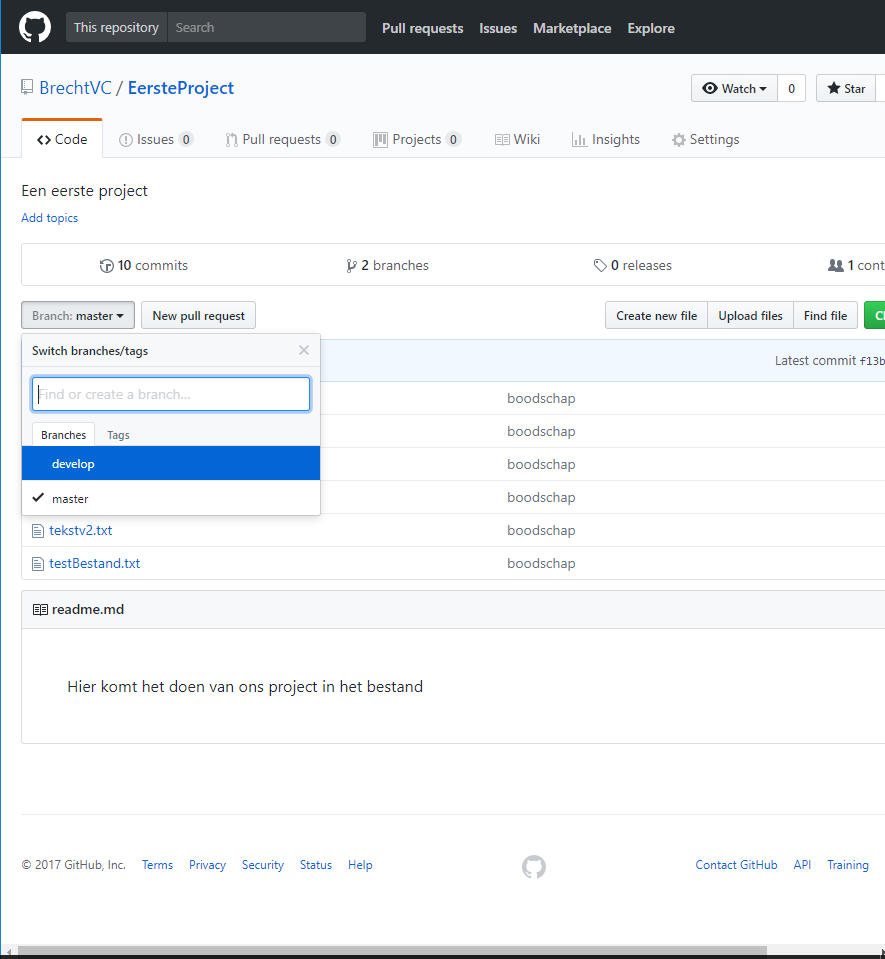 This repository Search Pull requests Issues Marketplace Explore
BrechtVC / EersteProject Watch 0 Star
Code Issues 0 Pull requests 0 Projects 0 Wiki Insights Settings
Een eerste project
Add topics
10 commits 2 branches 0 releases 1 cont
Branch: master New pull request Create new file Upload files Find file
Switch branches/tags
Latest commit f13b
Find or create a branch...
boodschap
Branches Tags
boodschap
develop boodschap
master boodschap
tekstv2.txt boodschap
testBestand.txt boodschap
readme.md
Hier komt het doen van ons project in het bestand
© 2017 GitHub, Inc. Terms Privacy Security Status Help Contact GitHub API Training